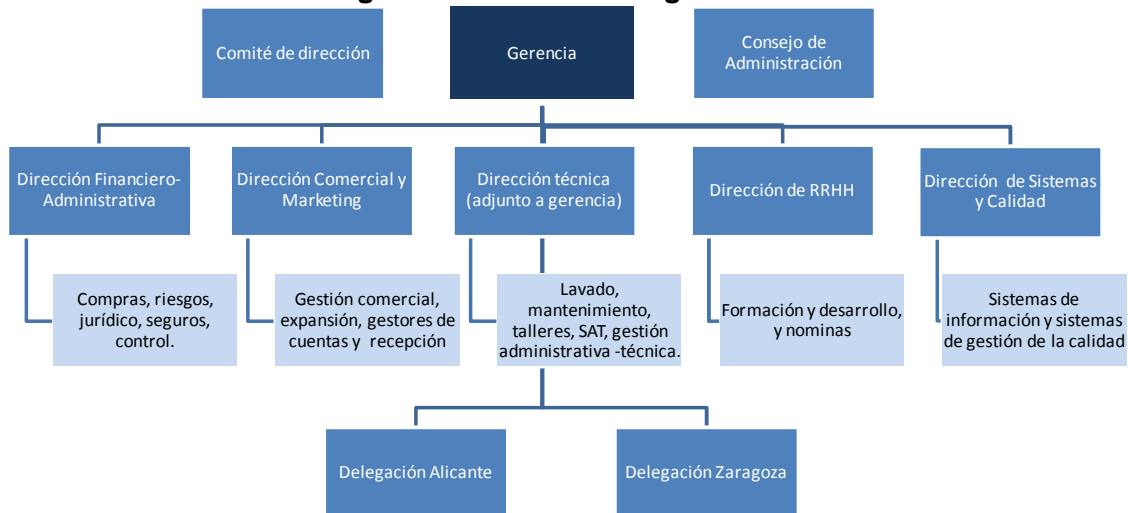 Comité de dirección
Gerencia
Consejo de
Administración
Dirección Financiero-
Administrativa
Dirección Comercial y
Marketing
Dirección técnica
(adjunto a gerencia)
Dirección de RRHH
Dirección de Sistemas
y Calidad
Compras, riesgos,
jurídico, seguros,
control.
Gestión comercial,
expansión, gestores de
cuentas y recepción
Lavado,
mantenimiento,
talleres, SAT, gestión
administrativa -técnica.
Formación y desarrollo,
y nominas
Sistemas de
información y sistemas
de gestión de la calidad
Delegación Alicante
Delegación Zaragoza